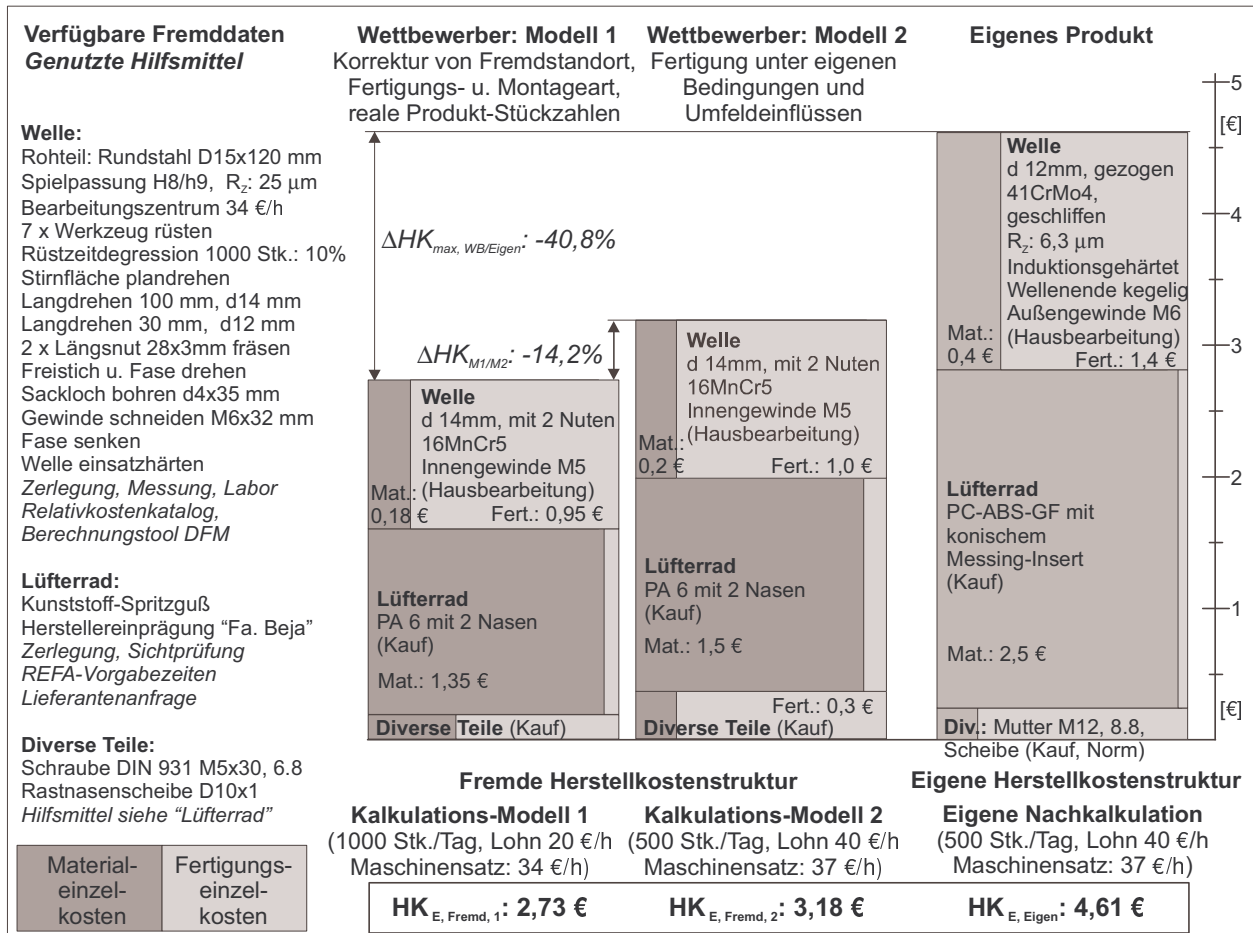 Verfügbare Fremddaten
Genutzte Hilfsmittel
Welle:
Rohteil: Rundstahl D15x120 mm
Spielpassung H8/h9, Rz: 25 µm
Bearbeitungszentrum 34 €/h
7 x Werkzeug rüsten
Rüstzeitdegression 1000 Stk.: 10%
Stirnfläche plandrehen
Langdrehen 100 mm, d14 mm
Langdrehen 30 mm, d12 mm
2 x Längsnut 28x3mm fräsen
Freistich u. Fase drehen
Sackloch bohren d4x35 mm
Gewinde schneiden M6x32 mm
Fase senken
Welle einsatzhärten
Zerlegung, Messung, Labor
Relativkostenkatalog,
Berechnungstool DFM
Lüfterrad:
Kunststoff-Spritzguß
Herstellereinprägung “Fa. Beja”
Zerlegung, Sichtprüfung
REFA-Vorgabezeiten
Lieferantenanfrage
Diverse Teile:
Schraube DIN 931 M5x30, 6.8
Rastnasenscheibe D10x1
Hilfsmittel siehe “Lüfterrad”
Material-
einzel-
kosten
Fertigungs-
einzel-
kosten
Wettbewerber: Modell 1
Korrektur von Fremdstandort,
Fertigungs- u. Montageart,
reale Produkt-Stückzahlen
ΔHK max, WB/Eigen: -40,8%
ΔHK M1/M2: -14,2%
Welle
d 14mm, mit 2 Nuten
16MnCr5
Innengewinde M5
(Hausbearbeitung)
Mat.:
0,18 €
Fert.: 0,95 €
Lüfterrad
PA 6 mit 2 Nasen
(Kauf)
Mat.: 1,35 €
Diverse Teile (Kauf)
Wettbewerber: Modell 2
Fertigung unter eigenen
Bedingungen und
Umfeldeinflüssen
Welle
d 14mm, mit 2 Nuten
16MnCr5
Innengewinde M5
(Hausbearbeitung)
Mat.:
0,2 €
Fert.: 1,0 €
Lüfterrad
PA 6 mit 2 Nasen
(Kauf)
Mat.: 1,5 €
Fert.: 0,3 €
Diverse Teile (Kauf)
Eigenes Produkt
Welle
d 12mm, gezogen
41CrMo4,
geschliffen
Rz: 6,3 µm
Induktionsgehärtet
Wellenende kegelig
Außengewinde M6
(Hausbearbeitung)
Mat.:
0,4 €
Fert.: 1,4 €
Lüfterrad
PC-ABS-GF mit
konischem
Messing-Insert
(Kauf)
Mat.: 2,5 €
Div.: Mutter M12, 8.8,
Scheibe (Kauf, Norm)
5
[€]
4
3
2
1
[€]
Fremde Herstellkostenstruktur
Eigene Herstellkostenstruktur
Kalkulations-Modell 1
(1000 Stk./Tag, Lohn 20 €/h
Maschinensatz: 34 €/h)
Kalkulations-Modell 2
(500 Stk./Tag, Lohn 40 €/h
Maschinensatz: 37 €/h)
Eigene Nachkalkulation
(500 Stk./Tag, Lohn 40 €/h
Maschinensatz: 37 €/h)
HK E, Fremd, 1: 2,73 €
HK E, Fremd, 2: 3,18 €
HK E, Eigen: 4,61 €